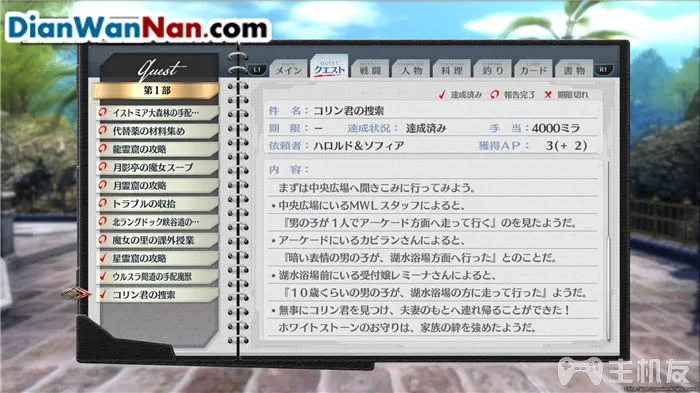 DianWanNan.com
quest
第Ⅰ部
イストミア大森林の手配…
代替薬の材料集め
龍霊窟の攻略
月影亭の魔女スープ
月霊窟の攻略
トラブルの収拾
北ラングドック峡谷道の…
魔女の里の課外授業
星霊窟の攻略
ウルスラ間道の手配魔獣
コリン君の捜索
L1 メイン QUEST クエスト 戦闘 人物 料理 釣り カード 書物 R1
達成済み 報告完了 期限切れ
件 名：コリン君の捜索
期 限：－ 達成状況：達成済み 手 当：4000ミラ
依頼者：ハロルド＆ソフィア 獲得AP：3(+ 2)
内 容：
まずは中央広場へ聞きこみに行ってみよう。
・中央広場にいるMWLスタッフによると、
『男の子が１人でアーケード方面へ走って行く』のを見たようだ。
・アーケードにいるカビランさんによると、
『暗い表情の男の子が、湖水浴場方面へ行った』とのことだ。
・湖水浴場前にいる受付嬢レミーナさんによると、
『１０歳くらいの男の子が、湖水浴場の方に走って行った』ようだ。
・無事にコリン君を見つけ、夫妻のもとへ連れ帰ることができた！
ホワイトストーンのお守りは、家族の絆を強めたようだ。
主机友